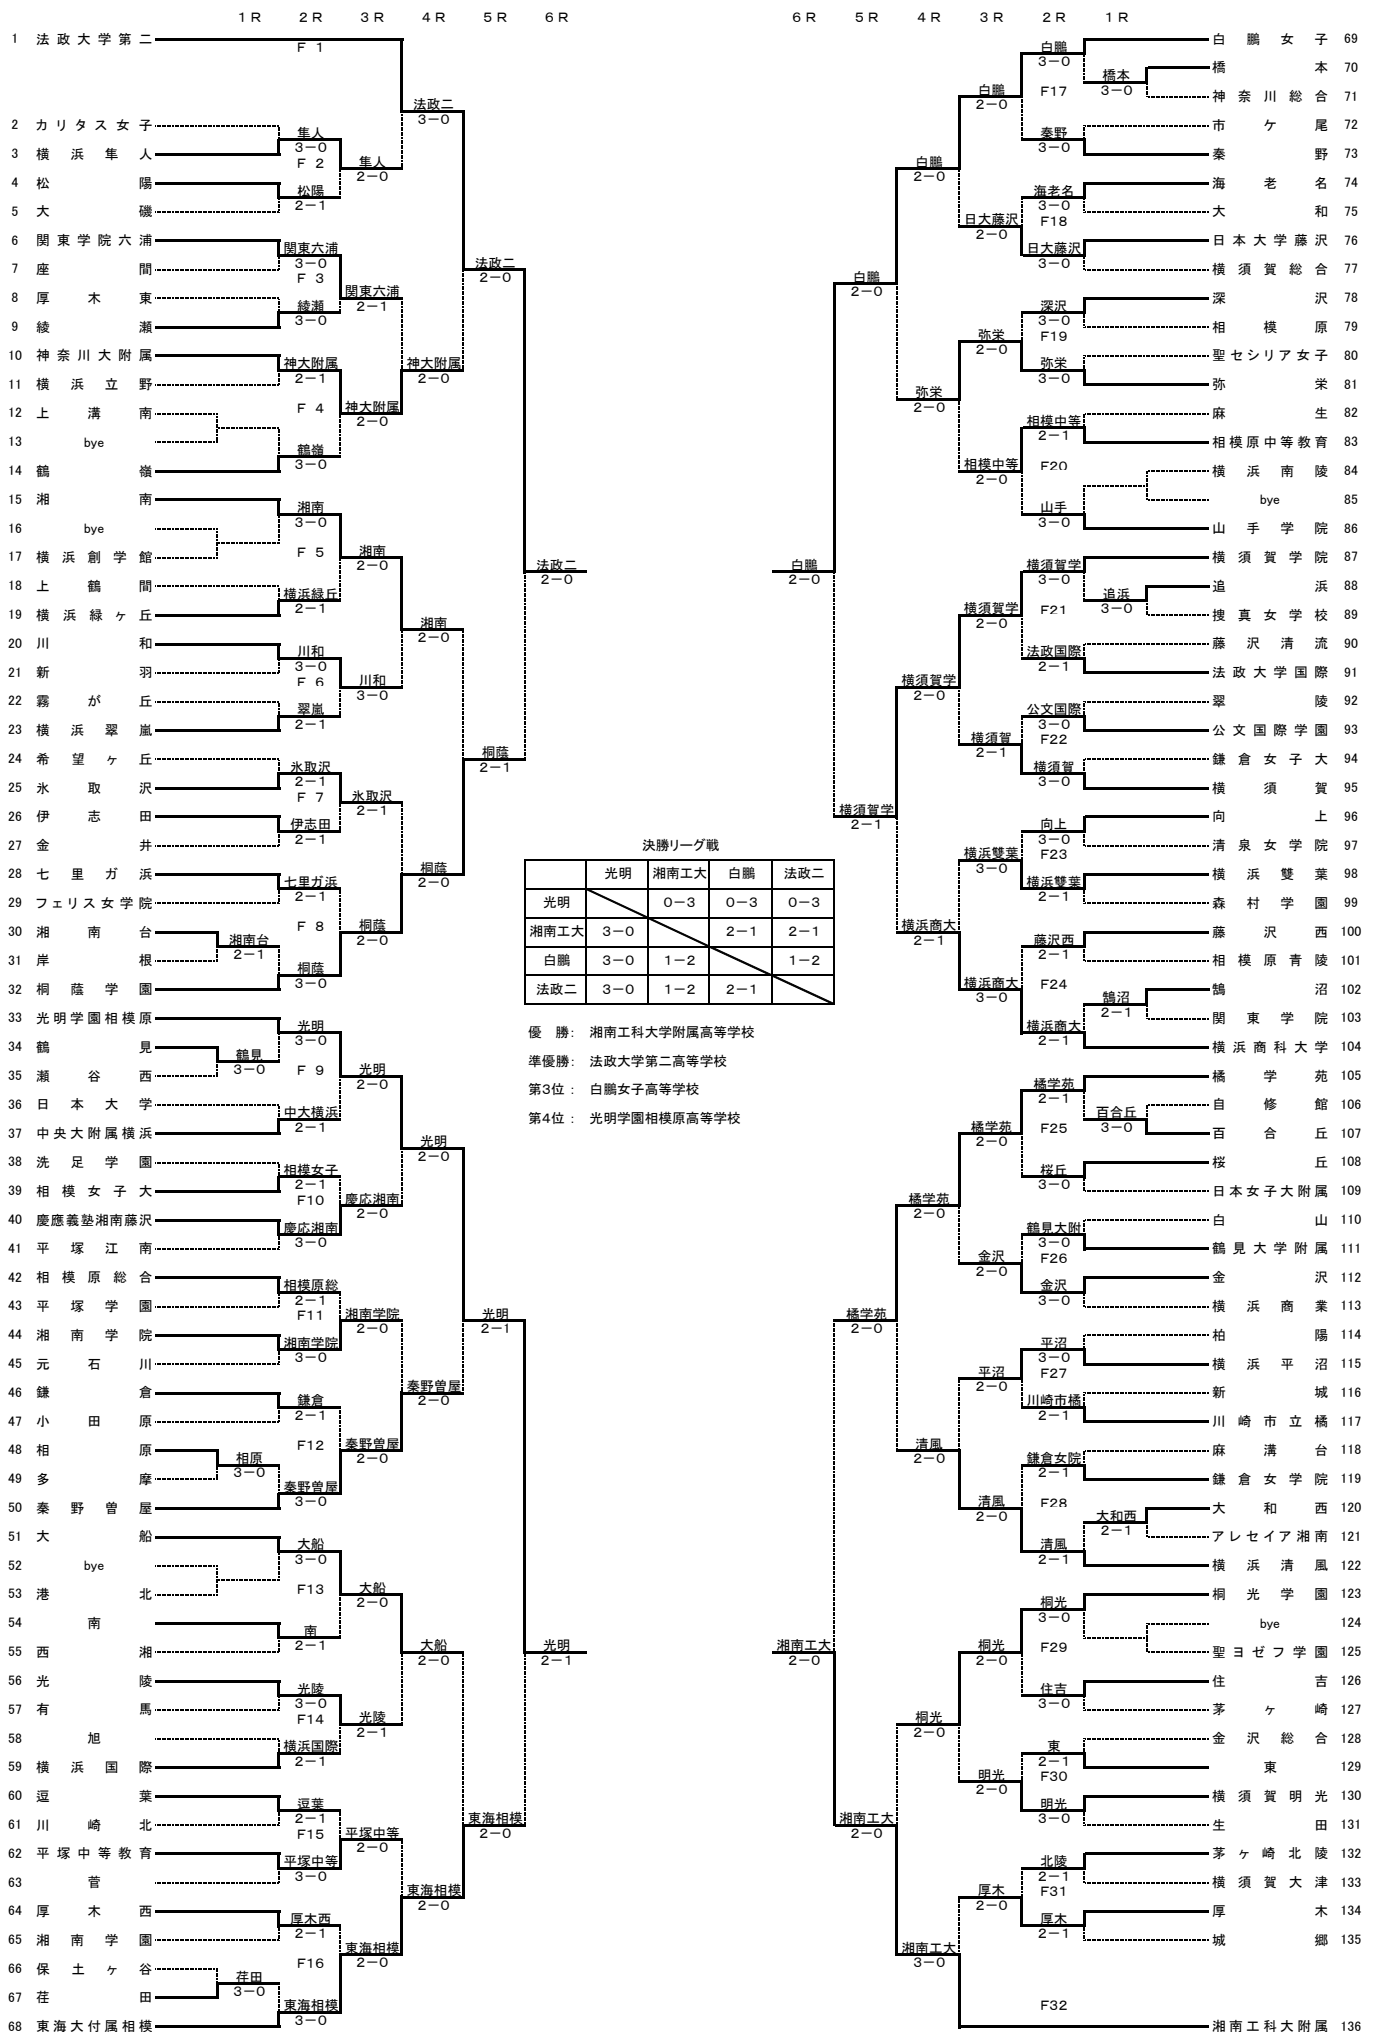 1R 2R 3R 4R 5R 6R 6R 5R 4R 3R 2R 1R
1 法政大学第二
2 カリタス女子
3 横浜隼人
4 松陽
5 大磯
6 関東学院六浦
7 座間
8 厚木東
9 綾瀬
10 神奈川大附属
11 横浜立野
12 上溝南
13 bye
14 鶴嶺
15 湘南
16 bye
17 横浜創学館
18 上鶴間
19 横浜緑ヶ丘
20 川和
21 新羽
22 霧が丘
23 横浜翠嵐
24 希望ヶ丘
25 氷取沢
26 伊志田
27 金井
28 七里ガ浜
29 フェリス女学院
30 湘南台
31 岸根
32 桐蔭学園
33 光明学園相模原
34 鶴見
35 瀬谷西
36 日本大学
37 中央大附属横浜
38 洗足学園
39 相模女子大
40 慶應義塾湘南藤沢
41 平塚江南
42 相模原総合
43 平塚学園
44 湘南学院
45 元石川
46 鎌倉
47 小田原
48 相原
49 多摩
50 秦野曽屋
51 大船
52 bye
53 港北
54 南
55 西湘
56 光陵
57 有馬
58 旭
59 横浜国際
60 逗葉
61 川崎北
62 平塚中等教育
63 菅
64 厚木西
65 湘南学園
66 保土ヶ谷
67 荏田
68 東海大付属相模
湘南台
2-1
鶴見
3-0
相原
3-0
荏田
3-0
F 1
隼人
3-0
F 2
松陽
2-1
関東六浦
3-0
F 3
綾瀬
3-0
神大附属
2-1
F 4
鶴嶺
3-0
湘南
3-0
F 5
横浜緑丘
2-1
川和
3-0
F 6
翠嵐
2-1
氷取沢
2-1
F 7
伊志田
2-1
七里ガ浜
2-1
F 8
桐蔭
3-0
光明
3-0
F 9
中大横浜
2-1
相模女子
2-1
F10
慶応湘南
3-0
相模原総
2-1
F11
湘南学院
3-0
鎌倉
2-1
F12
秦野曽屋
3-0
大船
3-0
F13
南
2-1
光陵
3-0
F14
横浜国際
2-1
逗葉
2-1
F15
平塚中等
3-0
厚木西
2-1
F16
東海相模
3-0
隼人
2-0
関東六浦
2-1
神大附属
2-0
湘南
2-0
川和
3-0
氷取沢
2-1
桐蔭
2-0
光明
2-0
慶応湘南
2-0
湘南学院
2-0
秦野曽屋
2-0
大船
2-0
光陵
2-1
平塚中等
2-0
東海相模
2-0
法政二
3-0
神大附属
2-0
湘南
2-0
桐蔭
2-0
光明
2-0
秦野曽屋
2-0
大船
2-0
東海相模
2-0
法政二
2-0
桐蔭
2-1
光明
2-1
東海相模
2-0
法政二
2-0
光明
2-1
決勝リーグ戦
光明 湘南工大 白鵬 法政二
光明 0-3 0-3 0-3
湘南工大 3-0 2-1 2-1
白鵬 3-0 1-2 1-2
法政二 3-0 1-2 2-1
優 勝： 湘南工科大学附属高等学校
準優勝： 法政大学第二高等学校
第3位： 白鵬女子高等学校
第4位： 光明学園相模原高等学校
白鵬
2-0
湘南工大
2-0
白鵬
2-0
横須賀学
2-1
橘学苑
2-0
湘南工大
2-0
白鵬
2-0
弥栄
2-0
横須賀学
2-0
横浜商大
2-1
橘学苑
2-0
清風
2-0
桐光
2-0
湘南工大
3-0
白鵬
2-0
日大藤沢
2-0
弥栄
2-0
相模中等
2-0
横須賀学
2-0
横須賀
2-1
横浜雙葉
3-0
横浜商大
3-0
橘学苑
2-0
金沢
2-0
平沼
2-0
清風
2-0
桐光
2-0
明光
2-0
厚木
2-0
白鵬
3-0
F17
秦野
3-0
海老名
3-0
F18
日大藤沢
3-0
深沢
3-0
F19
弥栄
3-0
相模中等
2-1
F20
山手
3-0
横須賀学
3-0
F21
法政国際
2-1
公文国際
3-0
F22
横須賀
3-0
向上
3-0
F23
横浜雙葉
2-1
藤沢西
2-1
F24
横浜商大
2-1
橘学苑
2-1
F25
桜丘
3-0
鶴見大附
3-0
F26
金沢
3-0
平沼
3-0
F27
川崎市橘
2-1
鎌倉女院
2-1
F28
清風
2-1
桐光
3-0
F29
住吉
3-0
東
2-1
F30
明光
3-0
北陵
2-1
F31
厚木
2-1
F32
橋本
3-0
追浜
3-0
鵠沼
2-1
百合丘
3-0
大和西
2-1
白鵬女子 69
橋本 70
神奈川総合 71
市ケ尾 72
秦野 73
海老名 74
大和 75
日本大学藤沢 76
横須賀総合 77
深沢 78
相模原 79
聖セシリア女子 80
弥栄 81
麻生 82
相模原中等教育 83
横浜南陵 84
bye 85
山手学院 86
横須賀学院 87
追浜 88
捜真女学校 89
藤沢清流 90
法政大学国際 91
翠陵 92
公文国際学園 93
鎌倉女子大 94
横須賀 95
向上 96
清泉女学院 97
横浜雙葉 98
森村学園 99
藤沢西 100
相模原青陵 101
鵠沼 102
関東学院 103
横浜商科大学 104
橘学苑 105
自修館 106
百合丘 107
桜丘 108
日本女子大附属 109
白山 110
鶴見大学附属 111
金沢 112
横浜商業 113
柏陽 114
横浜平沼 115
新城 116
川崎市立橘 117
麻溝台 118
鎌倉女学院 119
大和西 120
アレセイア湘南 121
横浜清風 122
桐光学園 123
bye 124
聖ヨゼフ学園 125
住吉 126
茅ヶ崎 127
金沢総合 128
東 129
横須賀明光 130
生田 131
茅ヶ崎北陵 132
横須賀大津 133
厚木 134
城郷 135
湘南工科大附属 136